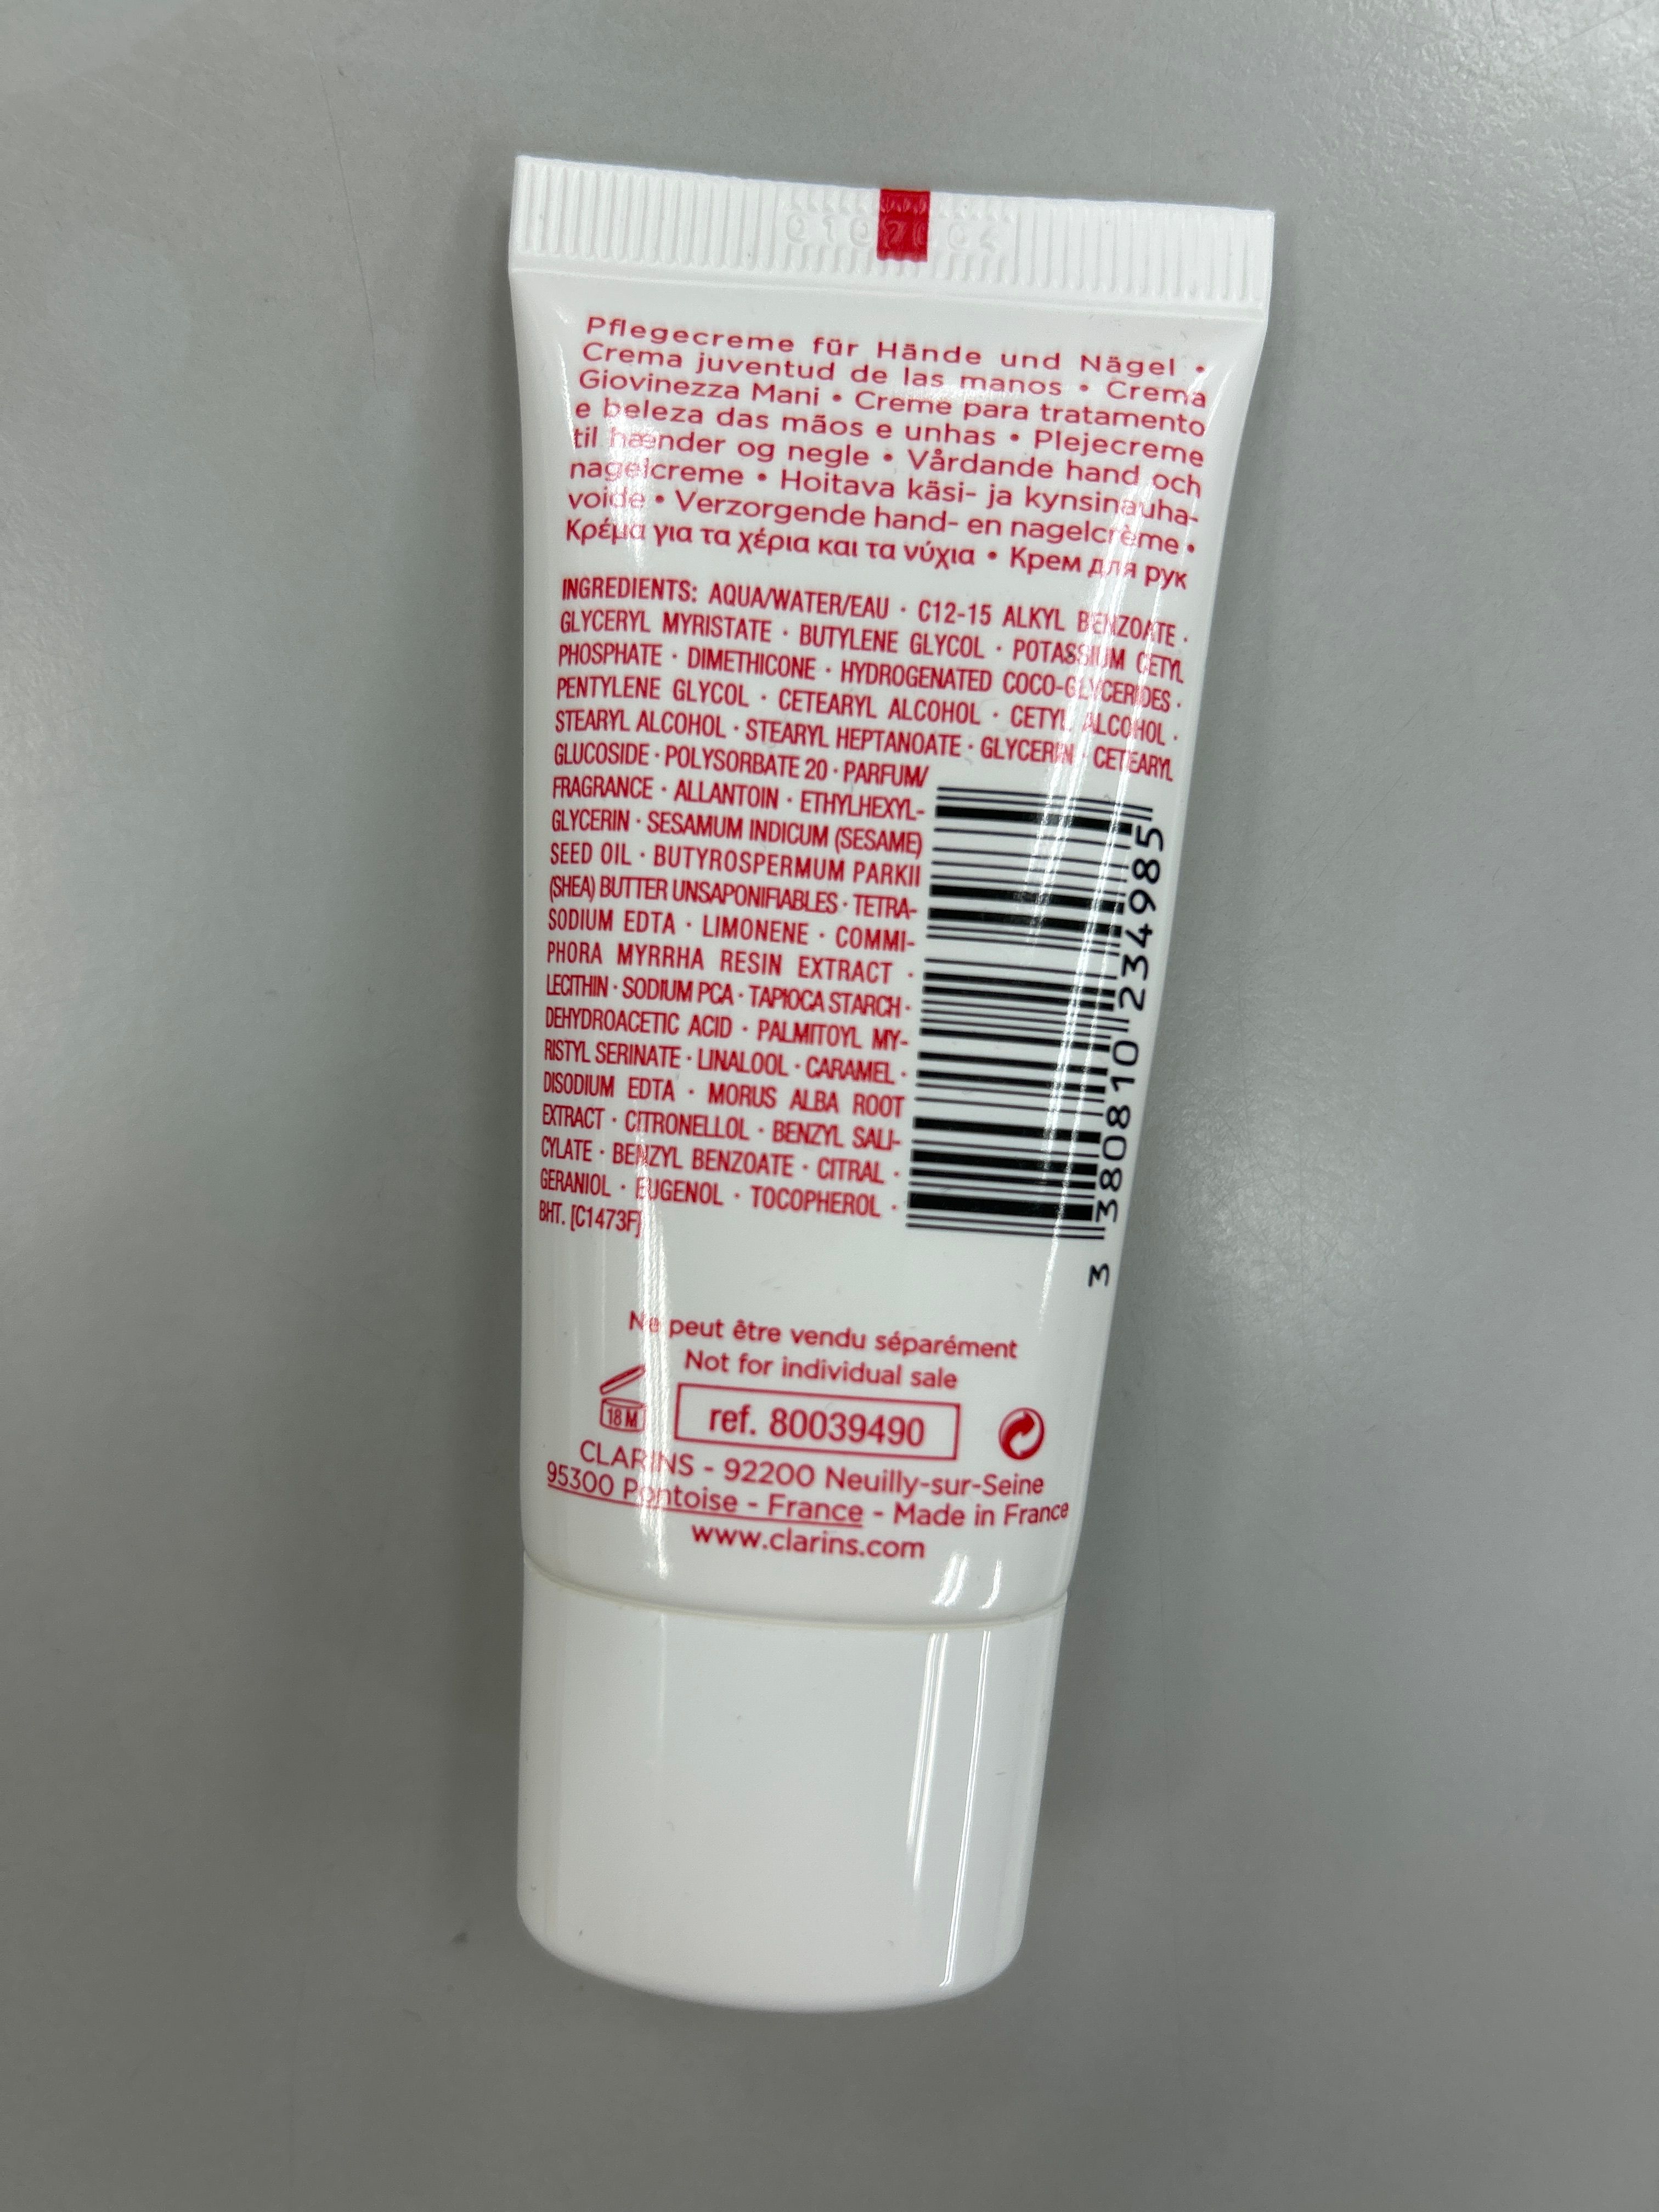 Pflegecreme für Hände und Nägel •
Crema juventud de las manos • Crema
Giovinezza Mani • Creme para tratamento
e beleza das mãos e unhas • Plejecreme
til hænder og negle • Vårdande hand och
nagelcreme • Hoitava käsi- ja kynsinauha-
voide • Verzorgende hand- en nagelcrème •
Κρέμα για τα χέρια και τα νύχια • Крем для рук
INGREDIENTS: AQUA/WATER/EAU · C12-15 ALKYL BENZOATE ·
GLYCERYL MYRISTATE · BUTYLENE GLYCOL · POTASSIUM CETYL
PHOSPHATE · DIMETHICONE · HYDROGENATED COCO-GLYCERIDES ·
PENTYLENE GLYCOL · CETEARYL ALCOHOL · CETYL ALCOHOL ·
STEARYL ALCOHOL · STEARYL HEPTANOATE · GLYCERIN · CETEARYL
GLUCOSIDE · POLYSORBATE 20 · PARFUM/
FRAGRANCE · ALLANTOIN · ETHYLHEXYL-
GLYCERIN · SESAMUM INDICUM (SESAME)
SEED OIL · BUTYROSPERMUM PARKII
(SHEA) BUTTER UNSAPONIFIABLES · TETRA-
SODIUM EDTA · LIMONENE · COMMI-
PHORA MYRRHA RESIN EXTRACT ·
LECITHIN · SODIUM PCA · TAPIOCA STARCH ·
DEHYDROACETIC ACID · PALMITOYL MY-
RISTYL SERINATE · LINALOOL · CARAMEL ·
DISODIUM EDTA · MORUS ALBA ROOT
EXTRACT · CITRONELLOL · BENZYL SALI-
CYLATE · BENZYL BENZOATE · CITRAL ·
GERANIOL · EUGENOL · TOCOPHEROL ·
BHT. [C1473F]
3 380810 234985
Ne peut être vendu séparément
Not for individual sale
18 M
ref. 80039490
CLARINS - 92200 Neuilly-sur-Seine
95300 Pontoise - France - Made in France
www.clarins.com